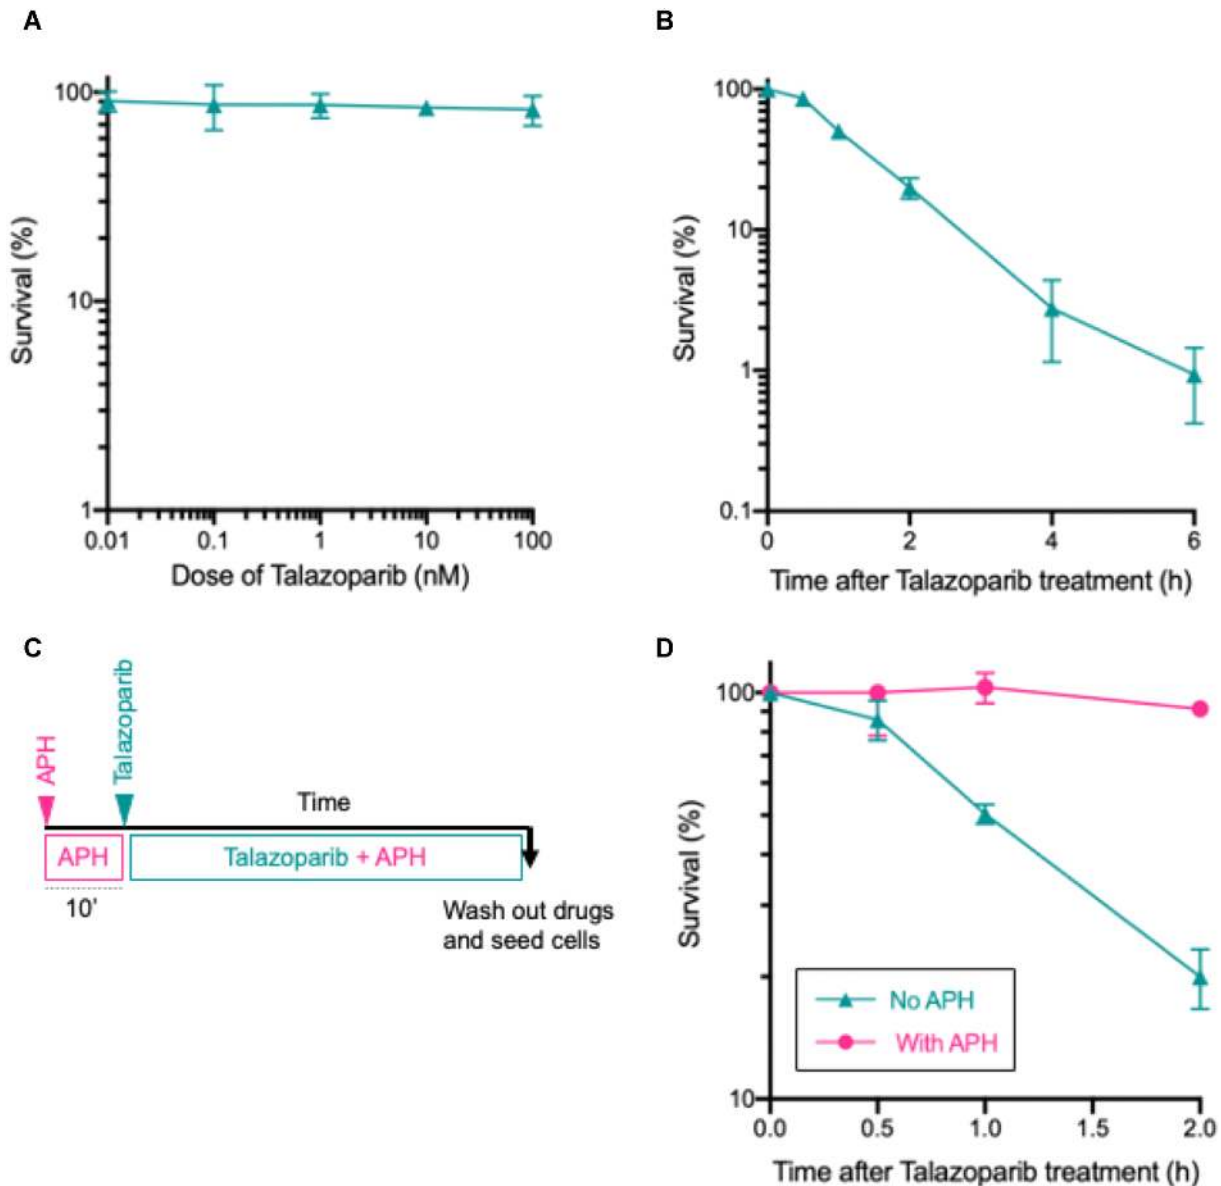 A
Survival (%)
100
10
1
0.01 0.1 1 10 100
Dose of Talazoparib (nM)
B
Survival (%)
100
10
1
0.1
0 2 4 6
Time after Talazoparib treatment (h)
C
APH
Talazoparib
Time
APH
Talazoparib + APH
10'
Wash out drugs
and seed cells
D
Survival (%)
100
10
No APH
With APH
0.0 0.5 1.0 1.5 2.0
Time after Talazoparib treatment (h)